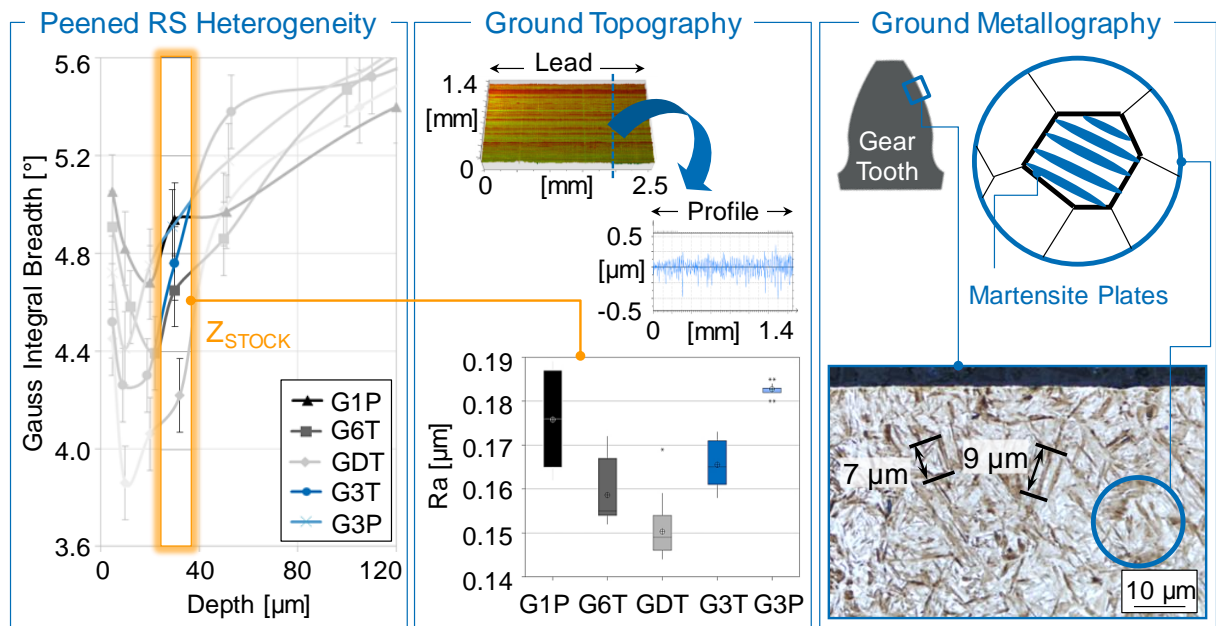 Peened RS Heterogeneity
Gauss Integral Breadth [°]
5.6
5.2
4.8
4.4
4.0
3.6
0
40
80
120
Depth [µm]
Z_STOCK
G1P
G6T
GDT
G3T
G3P
Ground Topography
Lead
1.4
[mm]
0
0
[mm]
2.5
Profile
0.5
[µm]
-0.5
0
[mm]
1.4
Ra [µm]
0.19
0.18
0.17
0.16
0.15
0.14
G1P G6T GDT G3T G3P
Ground Metallography
Gear
Tooth
Martensite Plates
7 µm
9 µm
10 µm